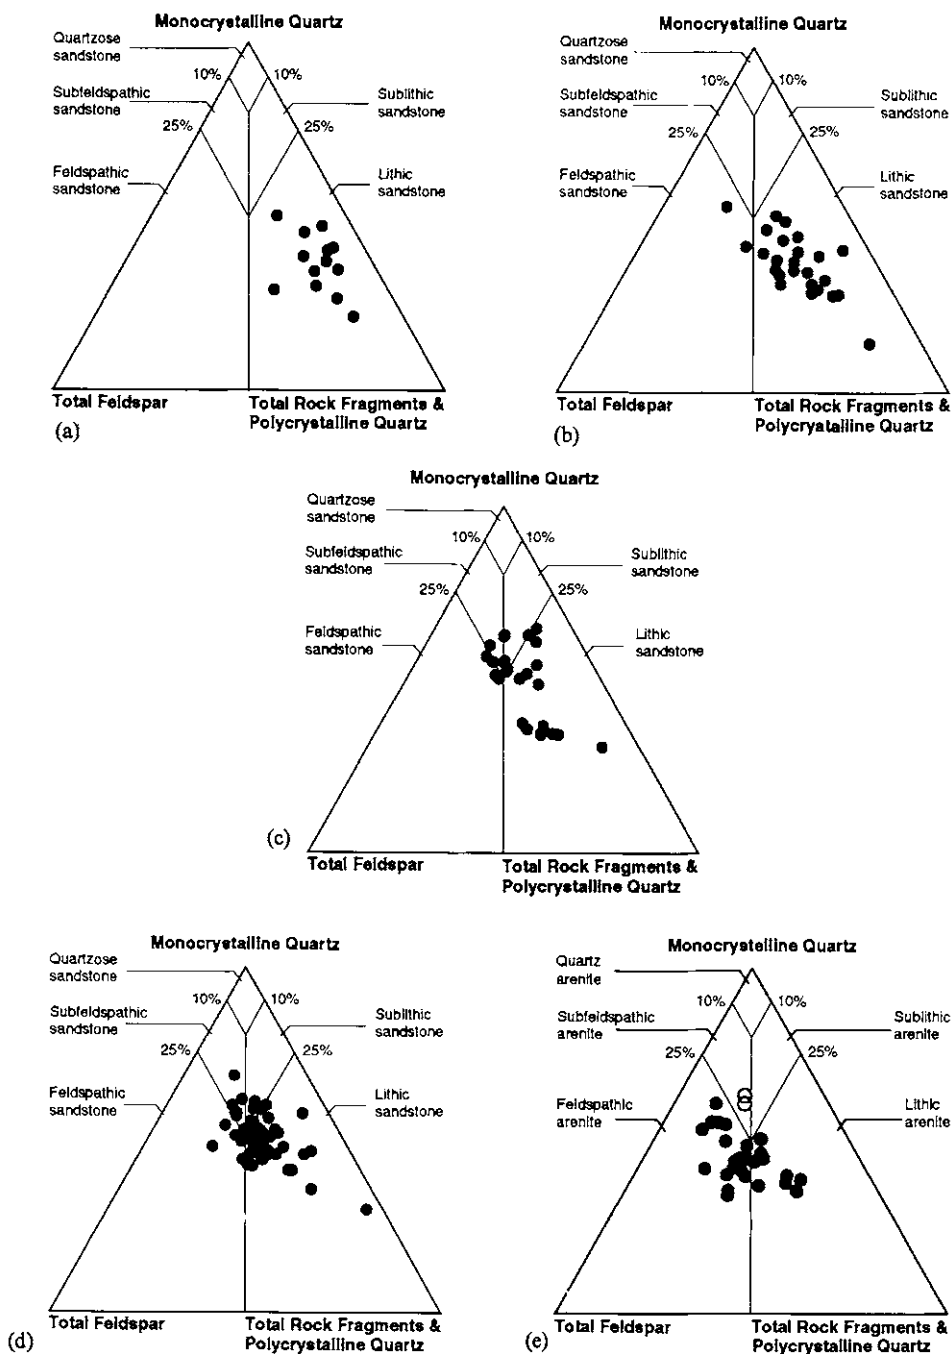 Monocrystalline Quartz
Quartzose
sandstone
10%
10%
Subfeldspathic
sandstone
Sublithic
sandstone
25%
25%
Feldspathic
sandstone
Lithic
sandstone
Total Feldspar
Total Rock Fragments &
Polycrystalline Quartz
(a)
Monocrystalline Quartz
Quartzose
sandstone
10%
10%
Subfeldspathic
sandstone
Sublithic
sandstone
25%
25%
Feldspathic
sandstone
Lithic
sandstone
Total Feldspar
Total Rock Fragments &
Polycrystalline Quartz
(b)
Monocrystalline Quartz
Quartzose
sandstone
10%
10%
Subfeldspathic
sandstone
Sublithic
sandstone
25%
25%
Feldspathic
sandstone
Lithic
sandstone
(c)
Total Feldspar
Total Rock Fragments &
Polycrystalline Quartz
Monocrystalline Quartz
Quartzose
sandstone
10%
10%
Subfeldspathic
sandstone
Sublithic
sandstone
25%
25%
Feldspathic
sandstone
Lithic
sandstone
Total Feldspar
Total Rock Fragments &
Polycrystalline Quartz
(d)
Monocrystelline Quartz
Quartz
arenite
10%
10%
Subfeldspathic
arenite
Sublithic
arenite
25%
25%
Feldspathic
arenite
Lithic
arenite
Total Feldspar
Total Rock Fragments &
Polycrystalline Quartz
(e)